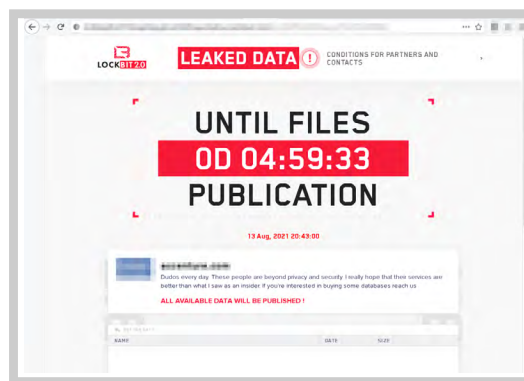 LOCKBIT 2.0
LEAKED DATA
CONDITIONS FOR PARTNERS AND
CONTACTS
UNTIL FILES
0D 04:59:33
PUBLICATION
13 Aug, 2021 20:43:00
Dudos every day. These people are beyond privacy and security. I really hope that their services are
better than what I saw as an insider. If you're interested in buying some databases reach us
ALL AVAILABLE DATA WILL BE PUBLISHED !
NAME DATE SIZE